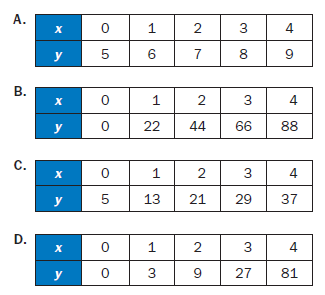 A.
x 0 1 2 3 4
y 5 6 7 8 9
B.
x 0 1 2 3 4
y 0 22 44 66 88
C.
x 0 1 2 3 4
y 5 13 21 29 37
D.
x 0 1 2 3 4
y 0 3 9 27 81